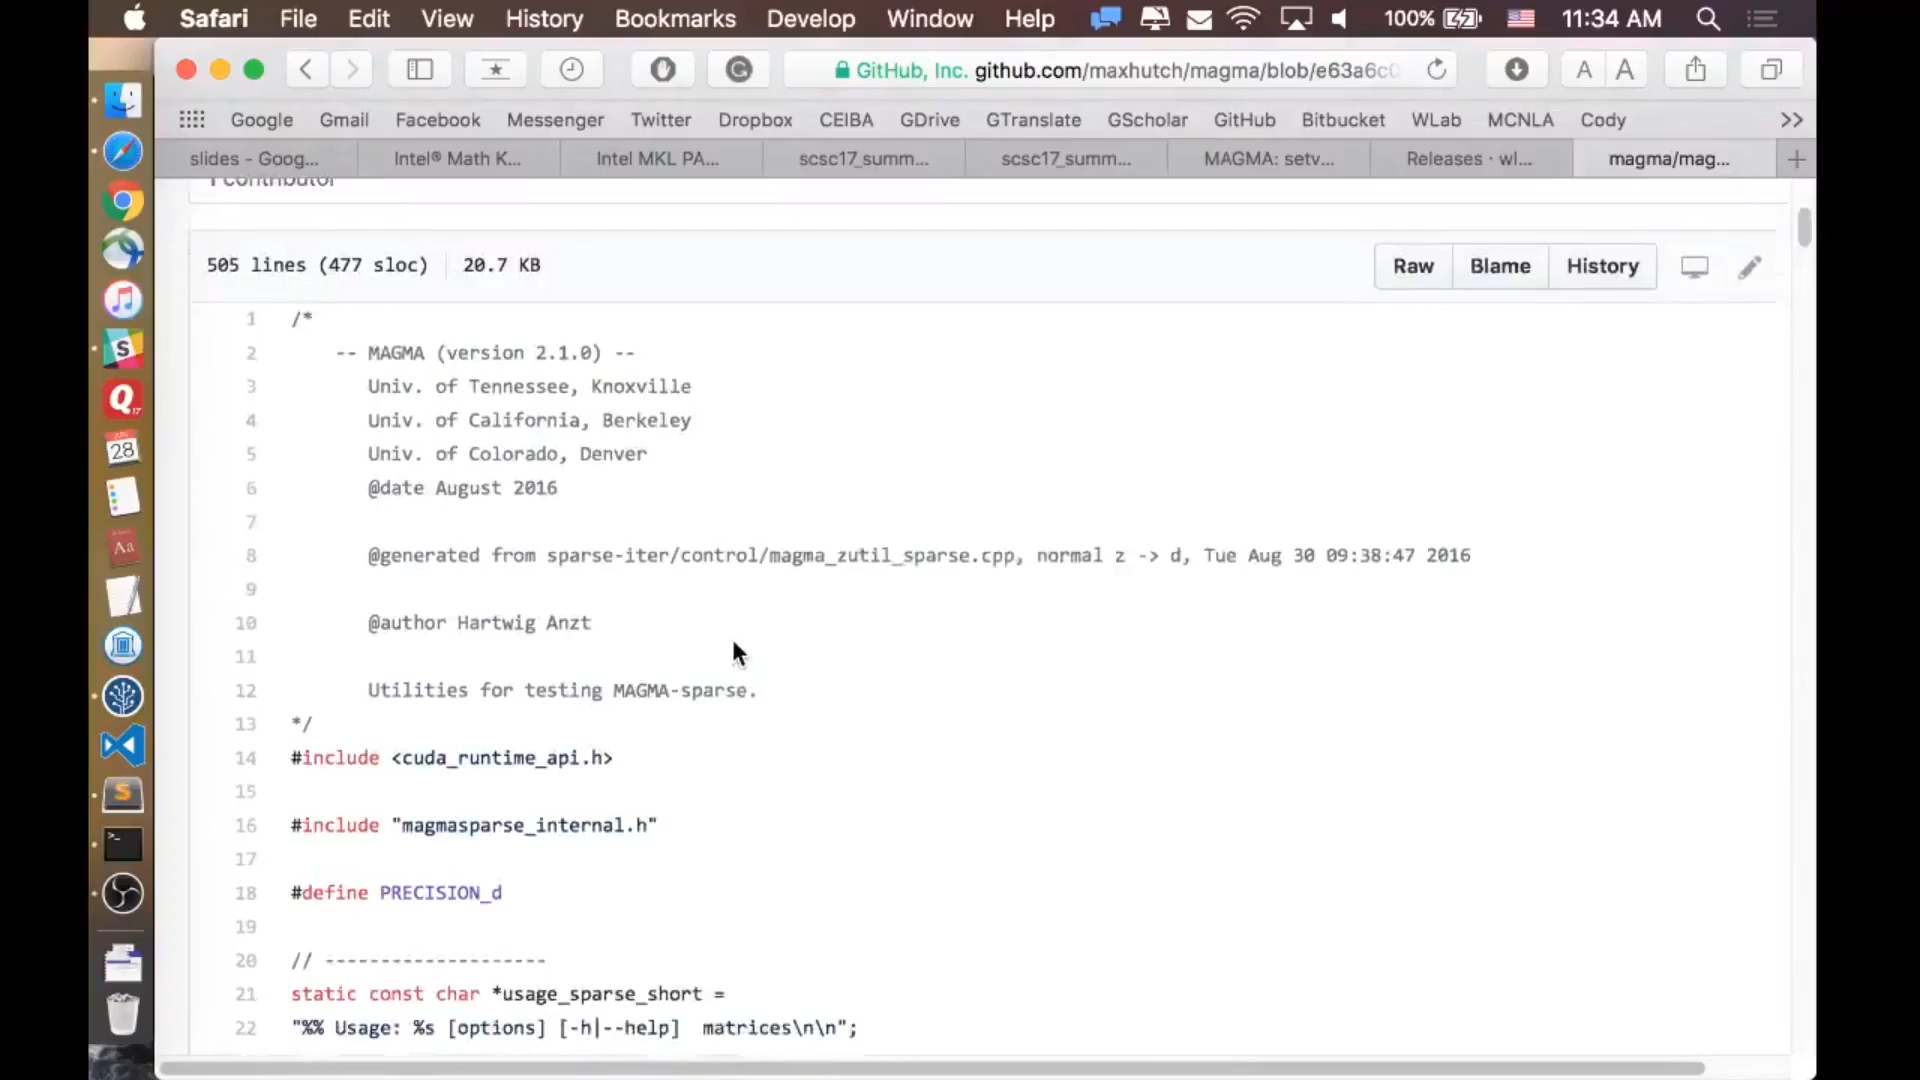 Safari File Edit View History Bookmarks Develop Window Help 100% 11:34 AM
GitHub, Inc. github.com/maxhutch/magma/blob/e63a6c0
A A
Google Gmail Facebook Messenger Twitter Dropbox CEIBA GDrive GTranslate GScholar GitHub Bitbucket WLab MCNLA Cody >>
slides - Goog... Intel® Math K... Intel MKL PA... scsc17_summ... scsc17_summ... MAGMA: setv... Releases · wl... magma/mag... +
1 contributor
505 lines (477 sloc) 20.7 KB Raw Blame History
1 /*
2 -- MAGMA (version 2.1.0) --
3 Univ. of Tennessee, Knoxville
4 Univ. of California, Berkeley
5 Univ. of Colorado, Denver
6 @date August 2016
7
8 @generated from sparse-iter/control/magma_zutil_sparse.cpp, normal z -> d, Tue Aug 30 09:38:47 2016
9
10 @author Hartwig Anzt
11
12 Utilities for testing MAGMA-sparse.
13 */
14 #include <cuda_runtime_api.h>
15
16 #include "magmasparse_internal.h"
17
18 #define PRECISION_d
19
20 // --------------------
21 static const char *usage_sparse_short =
22 "%% Usage: %s [options] [-h|--help] matrices\n\n";
28